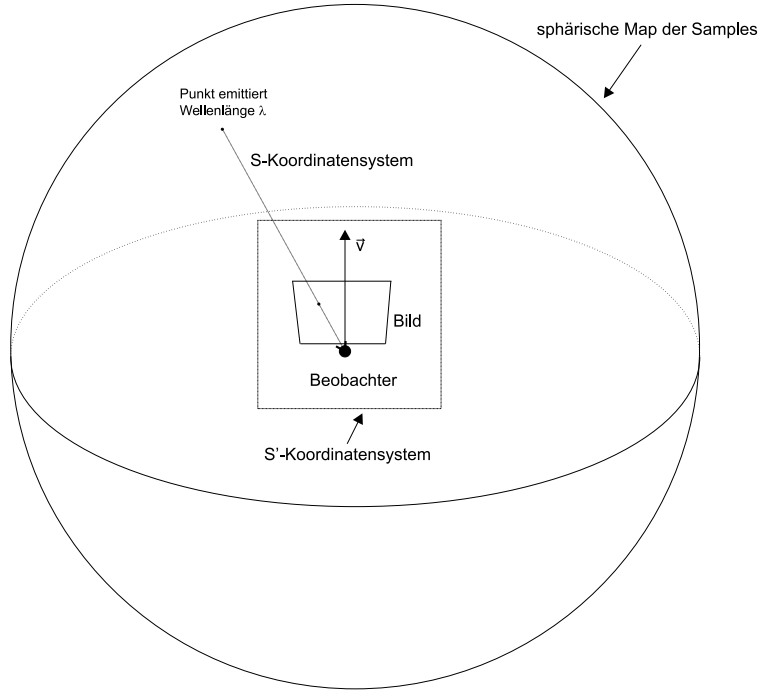 sphärische Map der Samples
Punkt emittiert
Wellenlänge λ
S-Koordinatensystem
v⃗
Bild
Beobachter
S'-Koordinatensystem